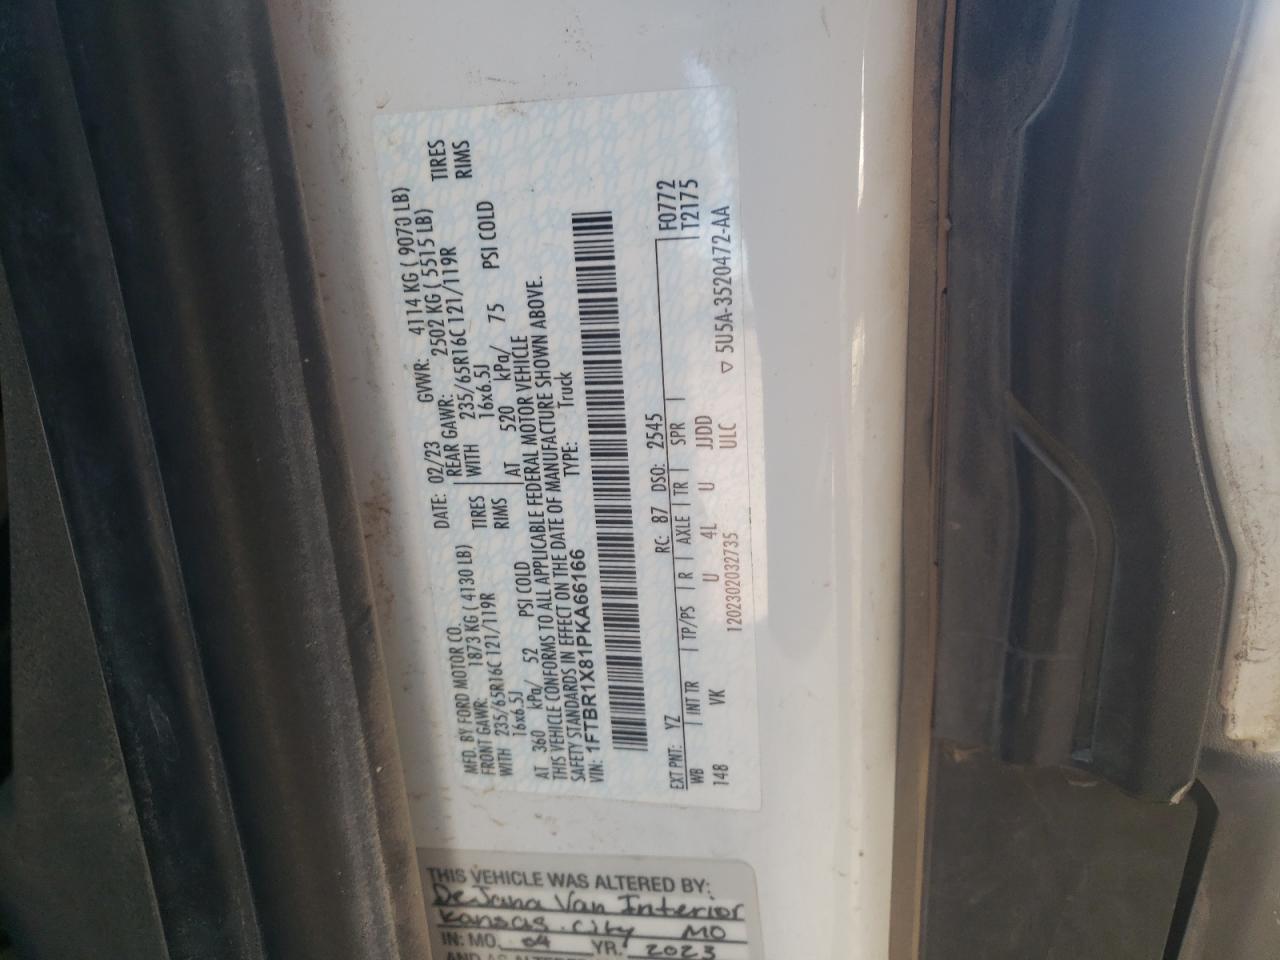 MFD. BY FORD MOTOR CO.
DATE: 02/23 GVWR: 4114 KG ( 9070 LB)
FRONT GAWR: 1873 KG ( 4130 LB) REAR GAWR: 2502 KG ( 5515 LB)
WITH 235/65R16C 121/119R TIRES WITH 235/65R16C 121/119R TIRES
16x6.5J RIMS 16x6.5J RIMS
AT 360 kPa/ 52 PSI COLD AT 520 kPa/ 75 PSI COLD
THIS VEHICLE CONFORMS TO ALL APPLICABLE FEDERAL MOTOR VEHICLE
SAFETY STANDARDS IN EFFECT ON THE DATE OF MANUFACTURE SHOWN ABOVE.
VIN: 1FTBR1X81PKA66166 TYPE: Truck
EXT PNT: YZ RC: 87 DSO: 2545 F0772
WB INT TR TP/PS R AXLE TR SPR T2175
148 VK U 4L U JJDD
1202302032735 ULC ▽ 5U5A-3520472-AA
THIS VEHICLE WAS ALTERED BY:
DeJana Van Interior
Kansas City MO
IN: MO. 04 YR. 2023